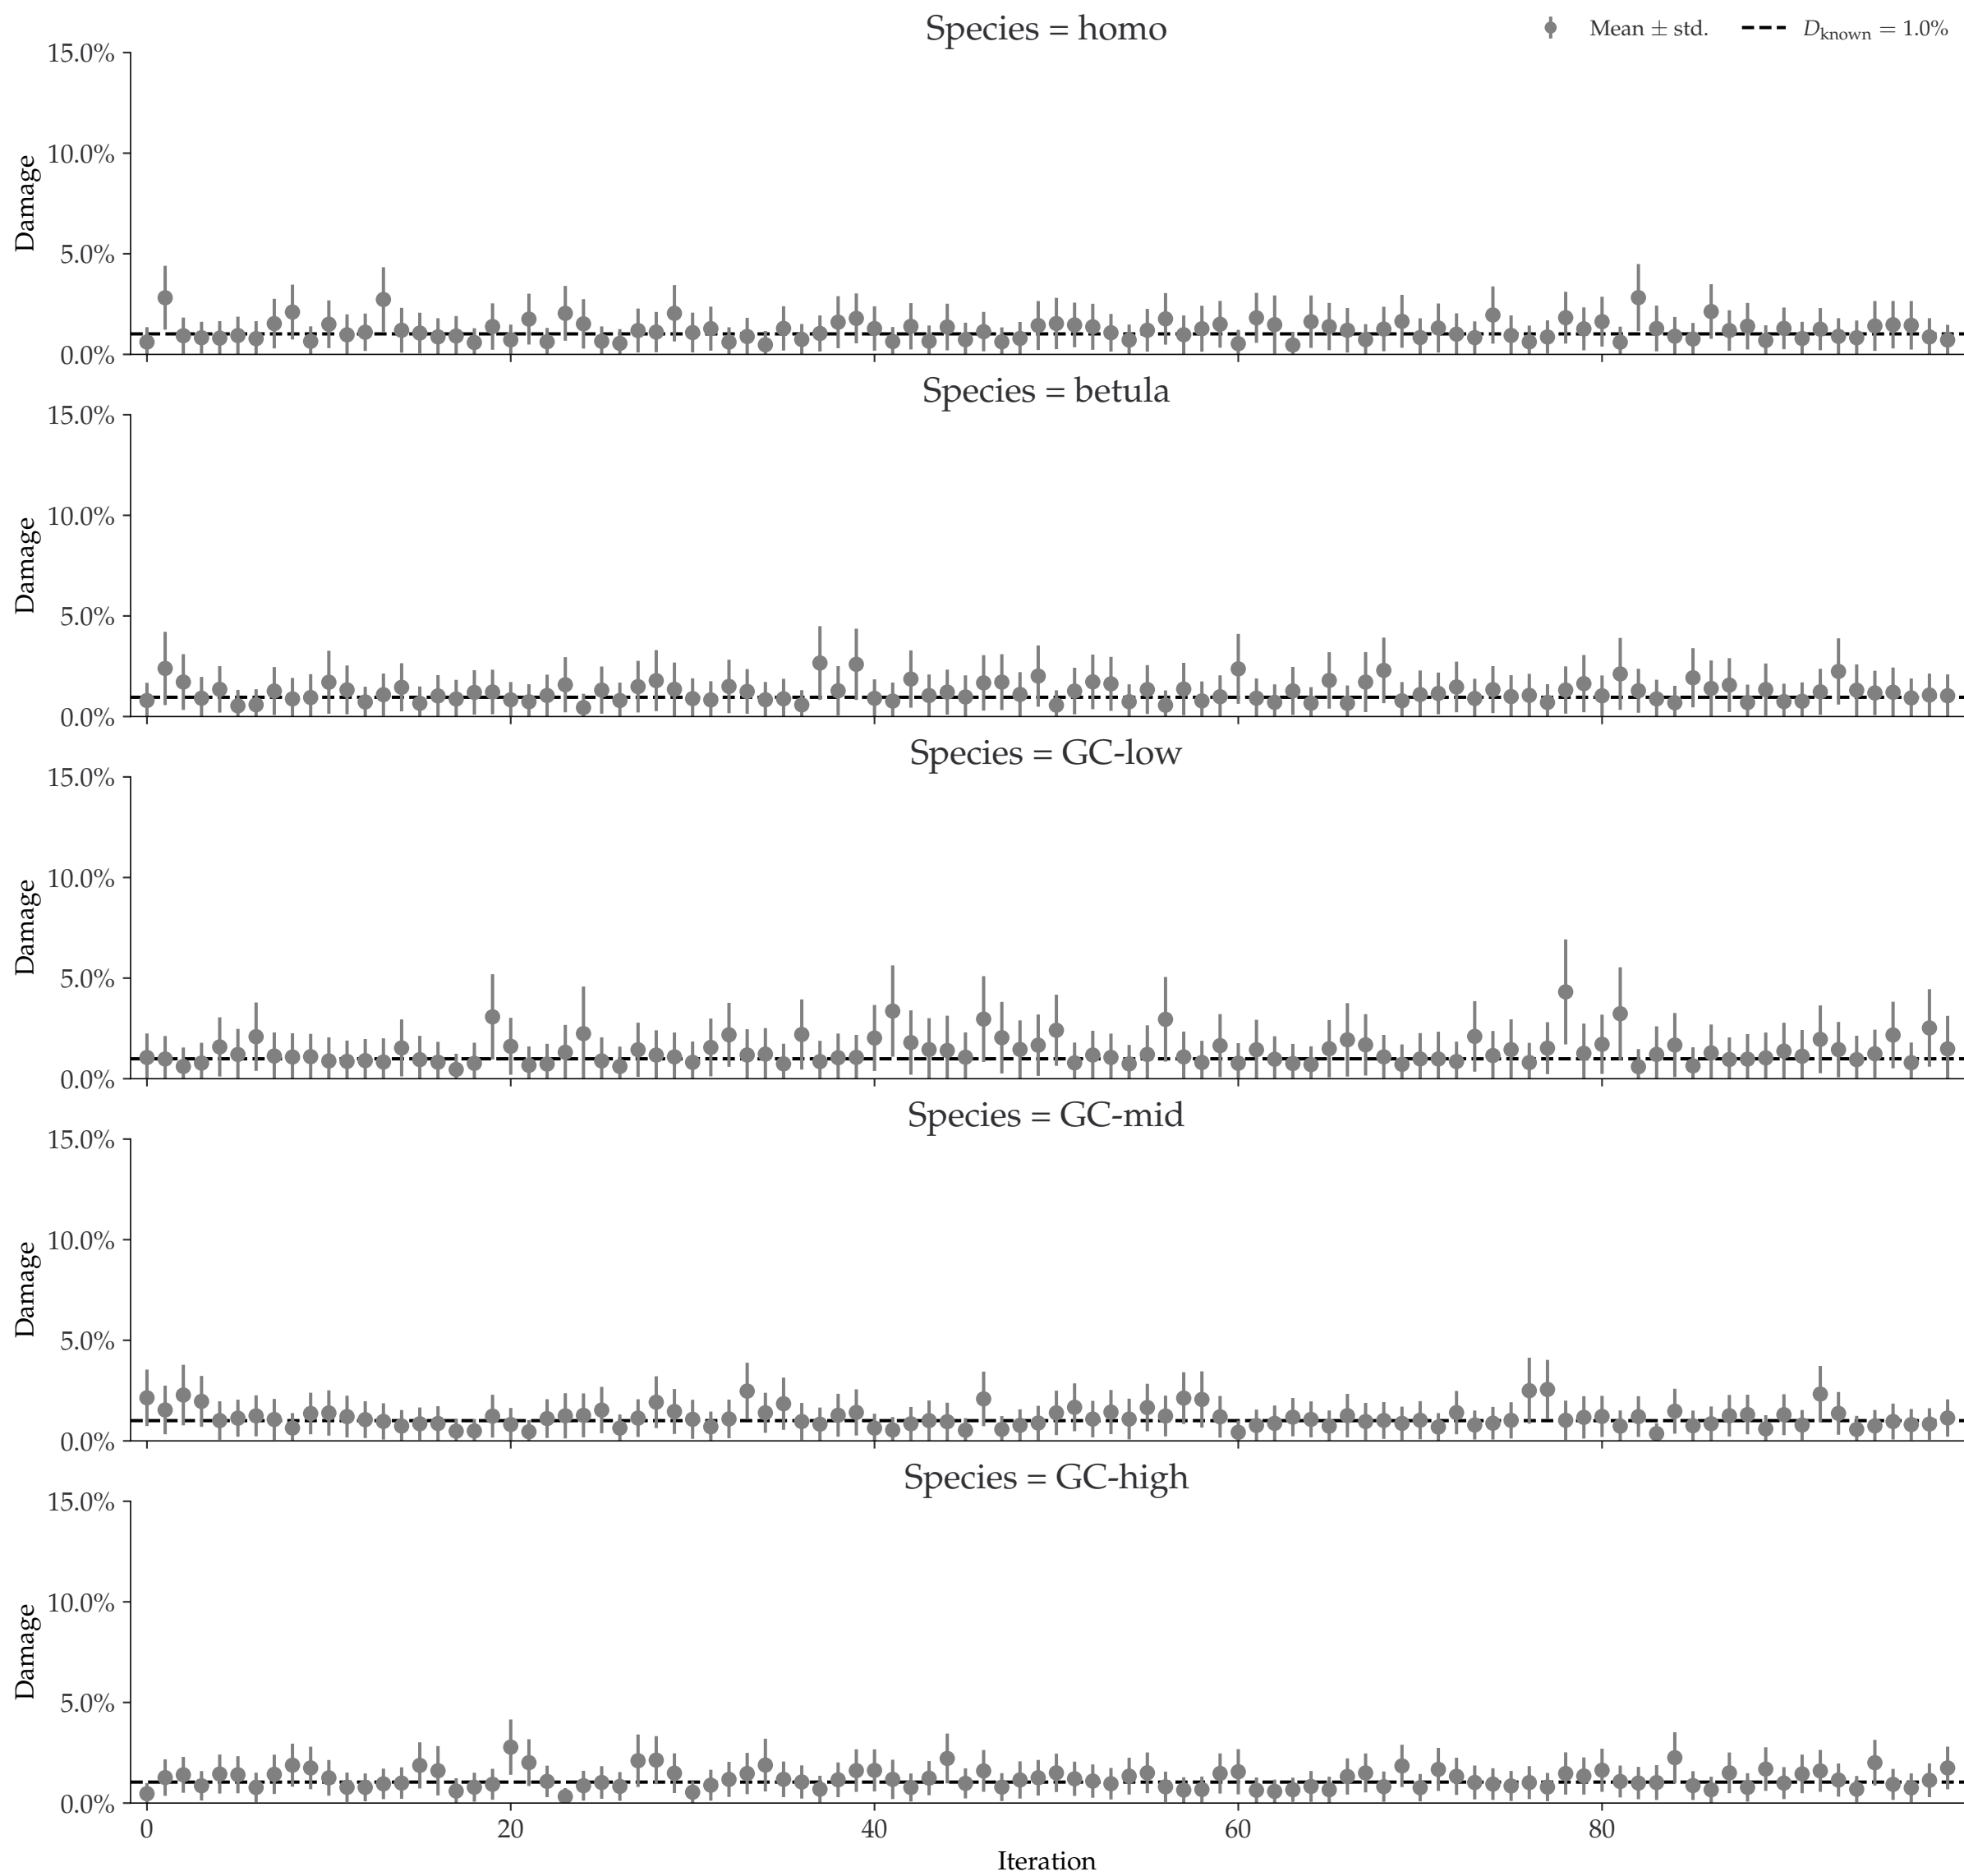 Species = homo
Mean ± std.
D_known = 1.0%
15.0%
10.0%
5.0%
0.0%
Damage
Species = betula
15.0%
10.0%
5.0%
0.0%
Damage
Species = GC-low
15.0%
10.0%
5.0%
0.0%
Damage
Species = GC-mid
15.0%
10.0%
5.0%
0.0%
Damage
Species = GC-high
15.0%
10.0%
5.0%
0.0%
Damage
0 20 40 60 80
Iteration